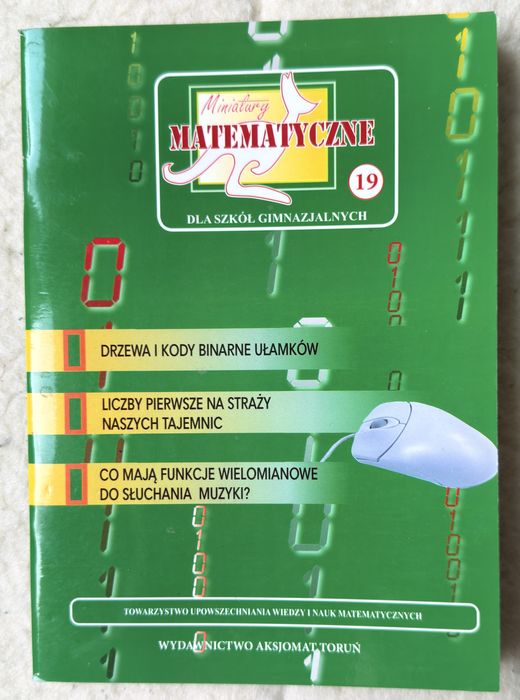 Miniatury
MATEMATYCZNE
19
DLA SZKÓŁ GIMNAZJALNYCH
DRZEWA I KODY BINARNE UŁAMKÓW
LICZBY PIERWSZE NA STRAŻY
NASZYCH TAJEMNIC
CO MAJĄ FUNKCJE WIELOMIANOWE
DO SŁUCHANIA MUZYKI?
TOWARZYSTWO UPOWSZECHNIANIA WIEDZY I NAUK MATEMATYCZNYCH
WYDAWNICTWO AKSJOMAT TORUŃ